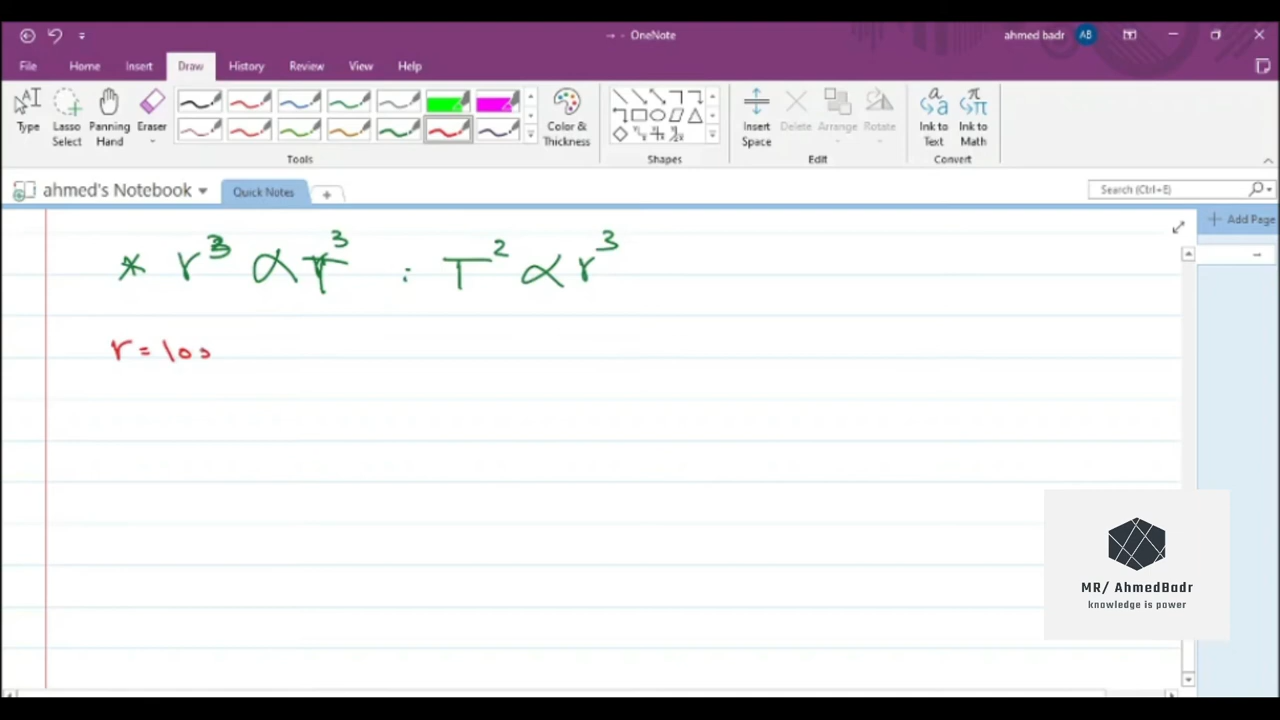 → - OneNote
ahmed badr AB
File Home Insert Draw History Review View Help
Type Lasso Select Panning Hand Eraser
Color & Thickness
Insert Space Delete Arrange Rotate
Ink to Text Ink to Math
Tools Shapes Edit Convert
ahmed's Notebook Quick Notes +
Search (Ctrl+E)
+ Add Page
* r³ ∝ r³ : T² ∝ r³
r = 100
MR/ AhmedBadr
knowledge is power